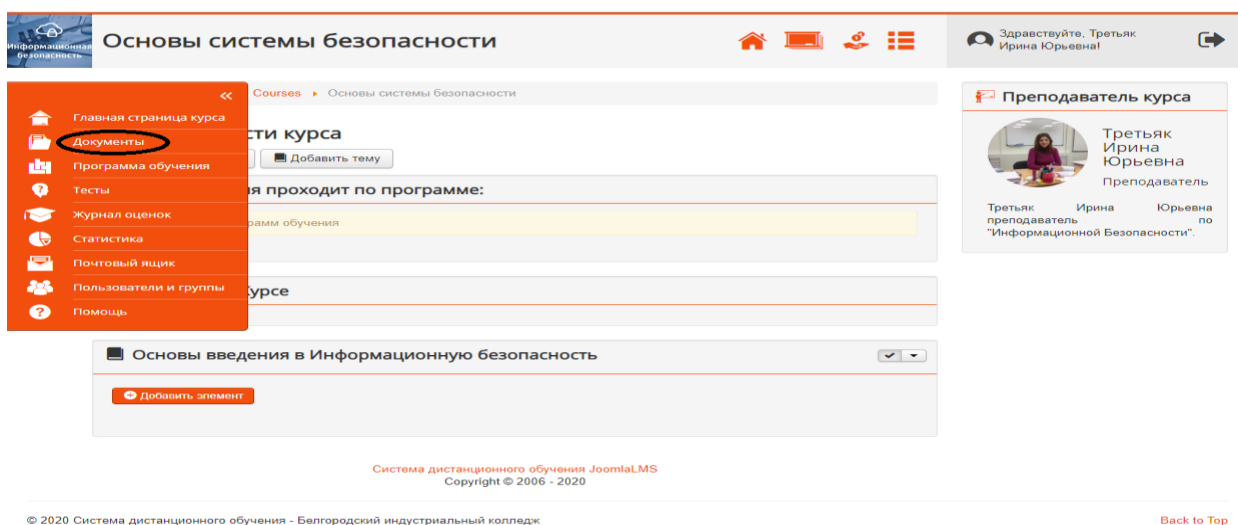 Информационная
безопасность
Основы системы безопасности
Здравствуйте, Третьяк
Ирина Юрьевна!
«
Courses ▸ Основы системы безопасности
Главная страница курса
Документы
Программа обучения
Тесты
Журнал оценок
Статистика
Почтовый ящик
Пользователи и группы
Помощь
сти курса
Добавить тему
я проходит по программе:
рамм обучения
курсе
Основы введения в Информационную безопасность
Добавить элемент
Преподаватель курса
Третьяк
Ирина
Юрьевна
Преподаватель
Третьяк Ирина Юрьевна
преподаватель по
"Информационной Безопасности".
Система дистанционного обучения JoomlaLMS
Copyright © 2006 - 2020
© 2020 Система дистанционного обучения - Белгородский индустриальный колледж
Back to Top